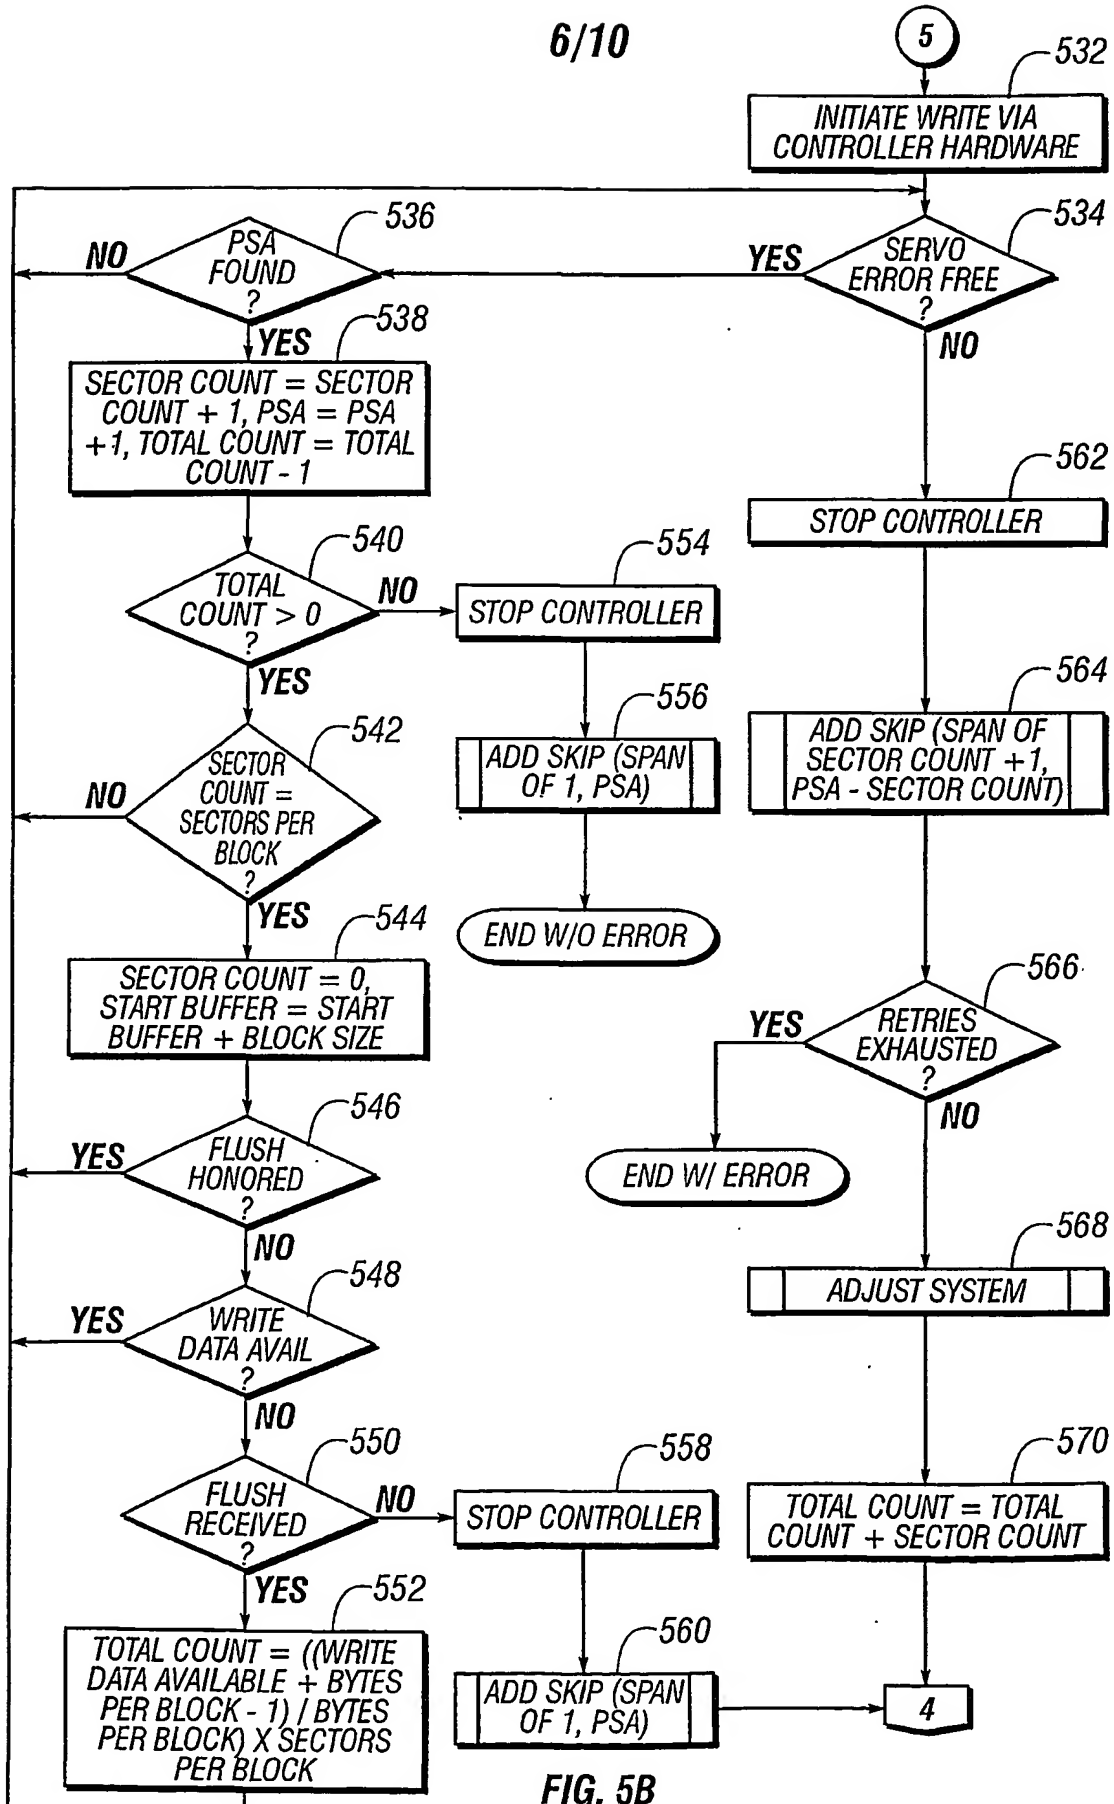 6/10
5
532
INITIATE WRITE VIA
CONTROLLER HARDWARE
534
SERVO
ERROR FREE
?
YES
NO
536
PSA
FOUND
?
NO
YES
538
SECTOR COUNT = SECTOR
COUNT + 1, PSA = PSA
+1, TOTAL COUNT = TOTAL
COUNT - 1
540
TOTAL
COUNT > 0
?
NO
YES
554
STOP CONTROLLER
556
ADD SKIP (SPAN
OF 1, PSA)
END W/O ERROR
542
SECTOR
COUNT =
SECTORS PER
BLOCK
?
NO
YES
544
SECTOR COUNT = 0,
START BUFFER = START
BUFFER + BLOCK SIZE
546
FLUSH
HONORED
?
YES
NO
548
WRITE
DATA AVAIL
?
YES
NO
550
FLUSH
RECEIVED
?
NO
YES
552
TOTAL COUNT = ((WRITE
DATA AVAILABLE + BYTES
PER BLOCK - 1) / BYTES
PER BLOCK) X SECTORS
PER BLOCK
558
STOP CONTROLLER
560
ADD SKIP (SPAN
OF 1, PSA)
562
STOP CONTROLLER
564
ADD SKIP (SPAN OF
SECTOR COUNT +1,
PSA - SECTOR COUNT)
566
RETRIES
EXHAUSTED
?
YES
NO
END W/ ERROR
568
ADJUST SYSTEM
570
TOTAL COUNT = TOTAL
COUNT + SECTOR COUNT
4
FIG. 5B